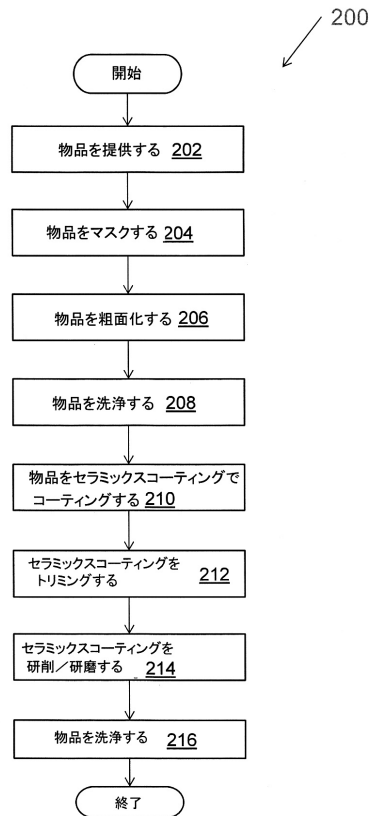 200
開始
物品を提供する 202
物品をマスクする 204
物品を粗面化する 206
物品を洗浄する 208
物品をセラミックスコーティングで
コーティングする 210
セラミックスコーティングを
トリミングする 212
セラミックスコーティングを
研削／研磨する 214
物品を洗浄する 216
終了